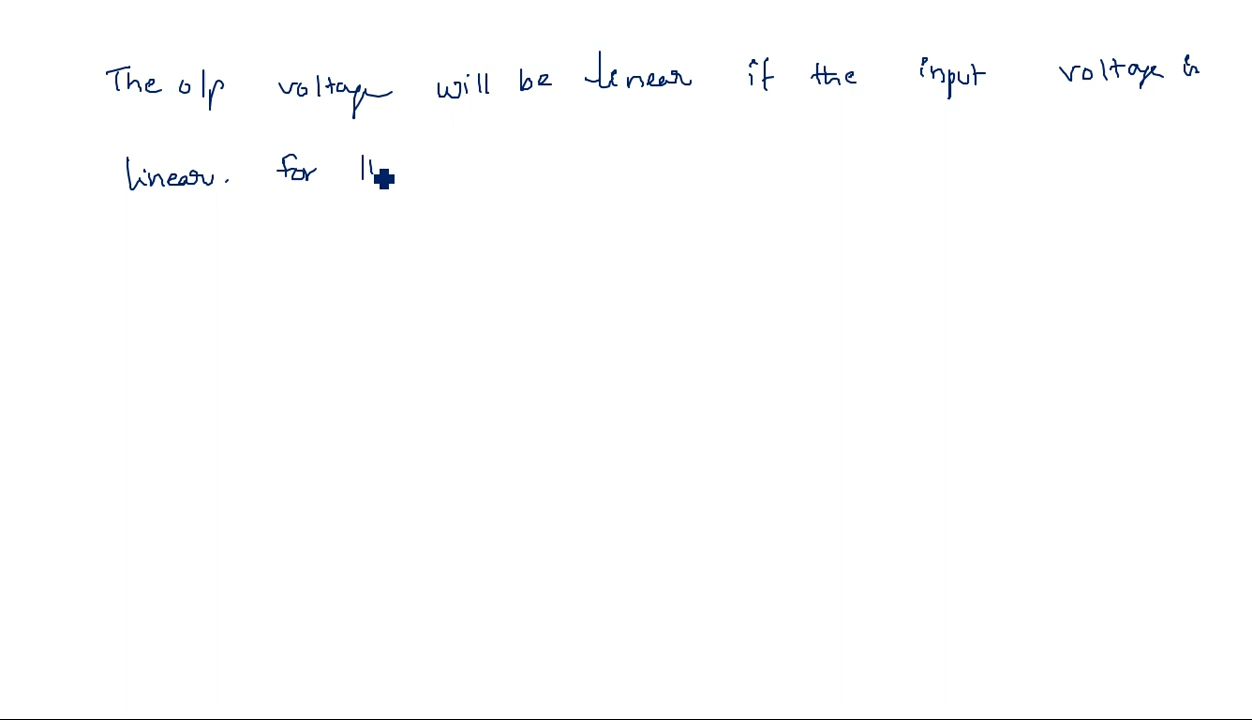 The o/p voltage will be linear if the input voltage is
linear. for